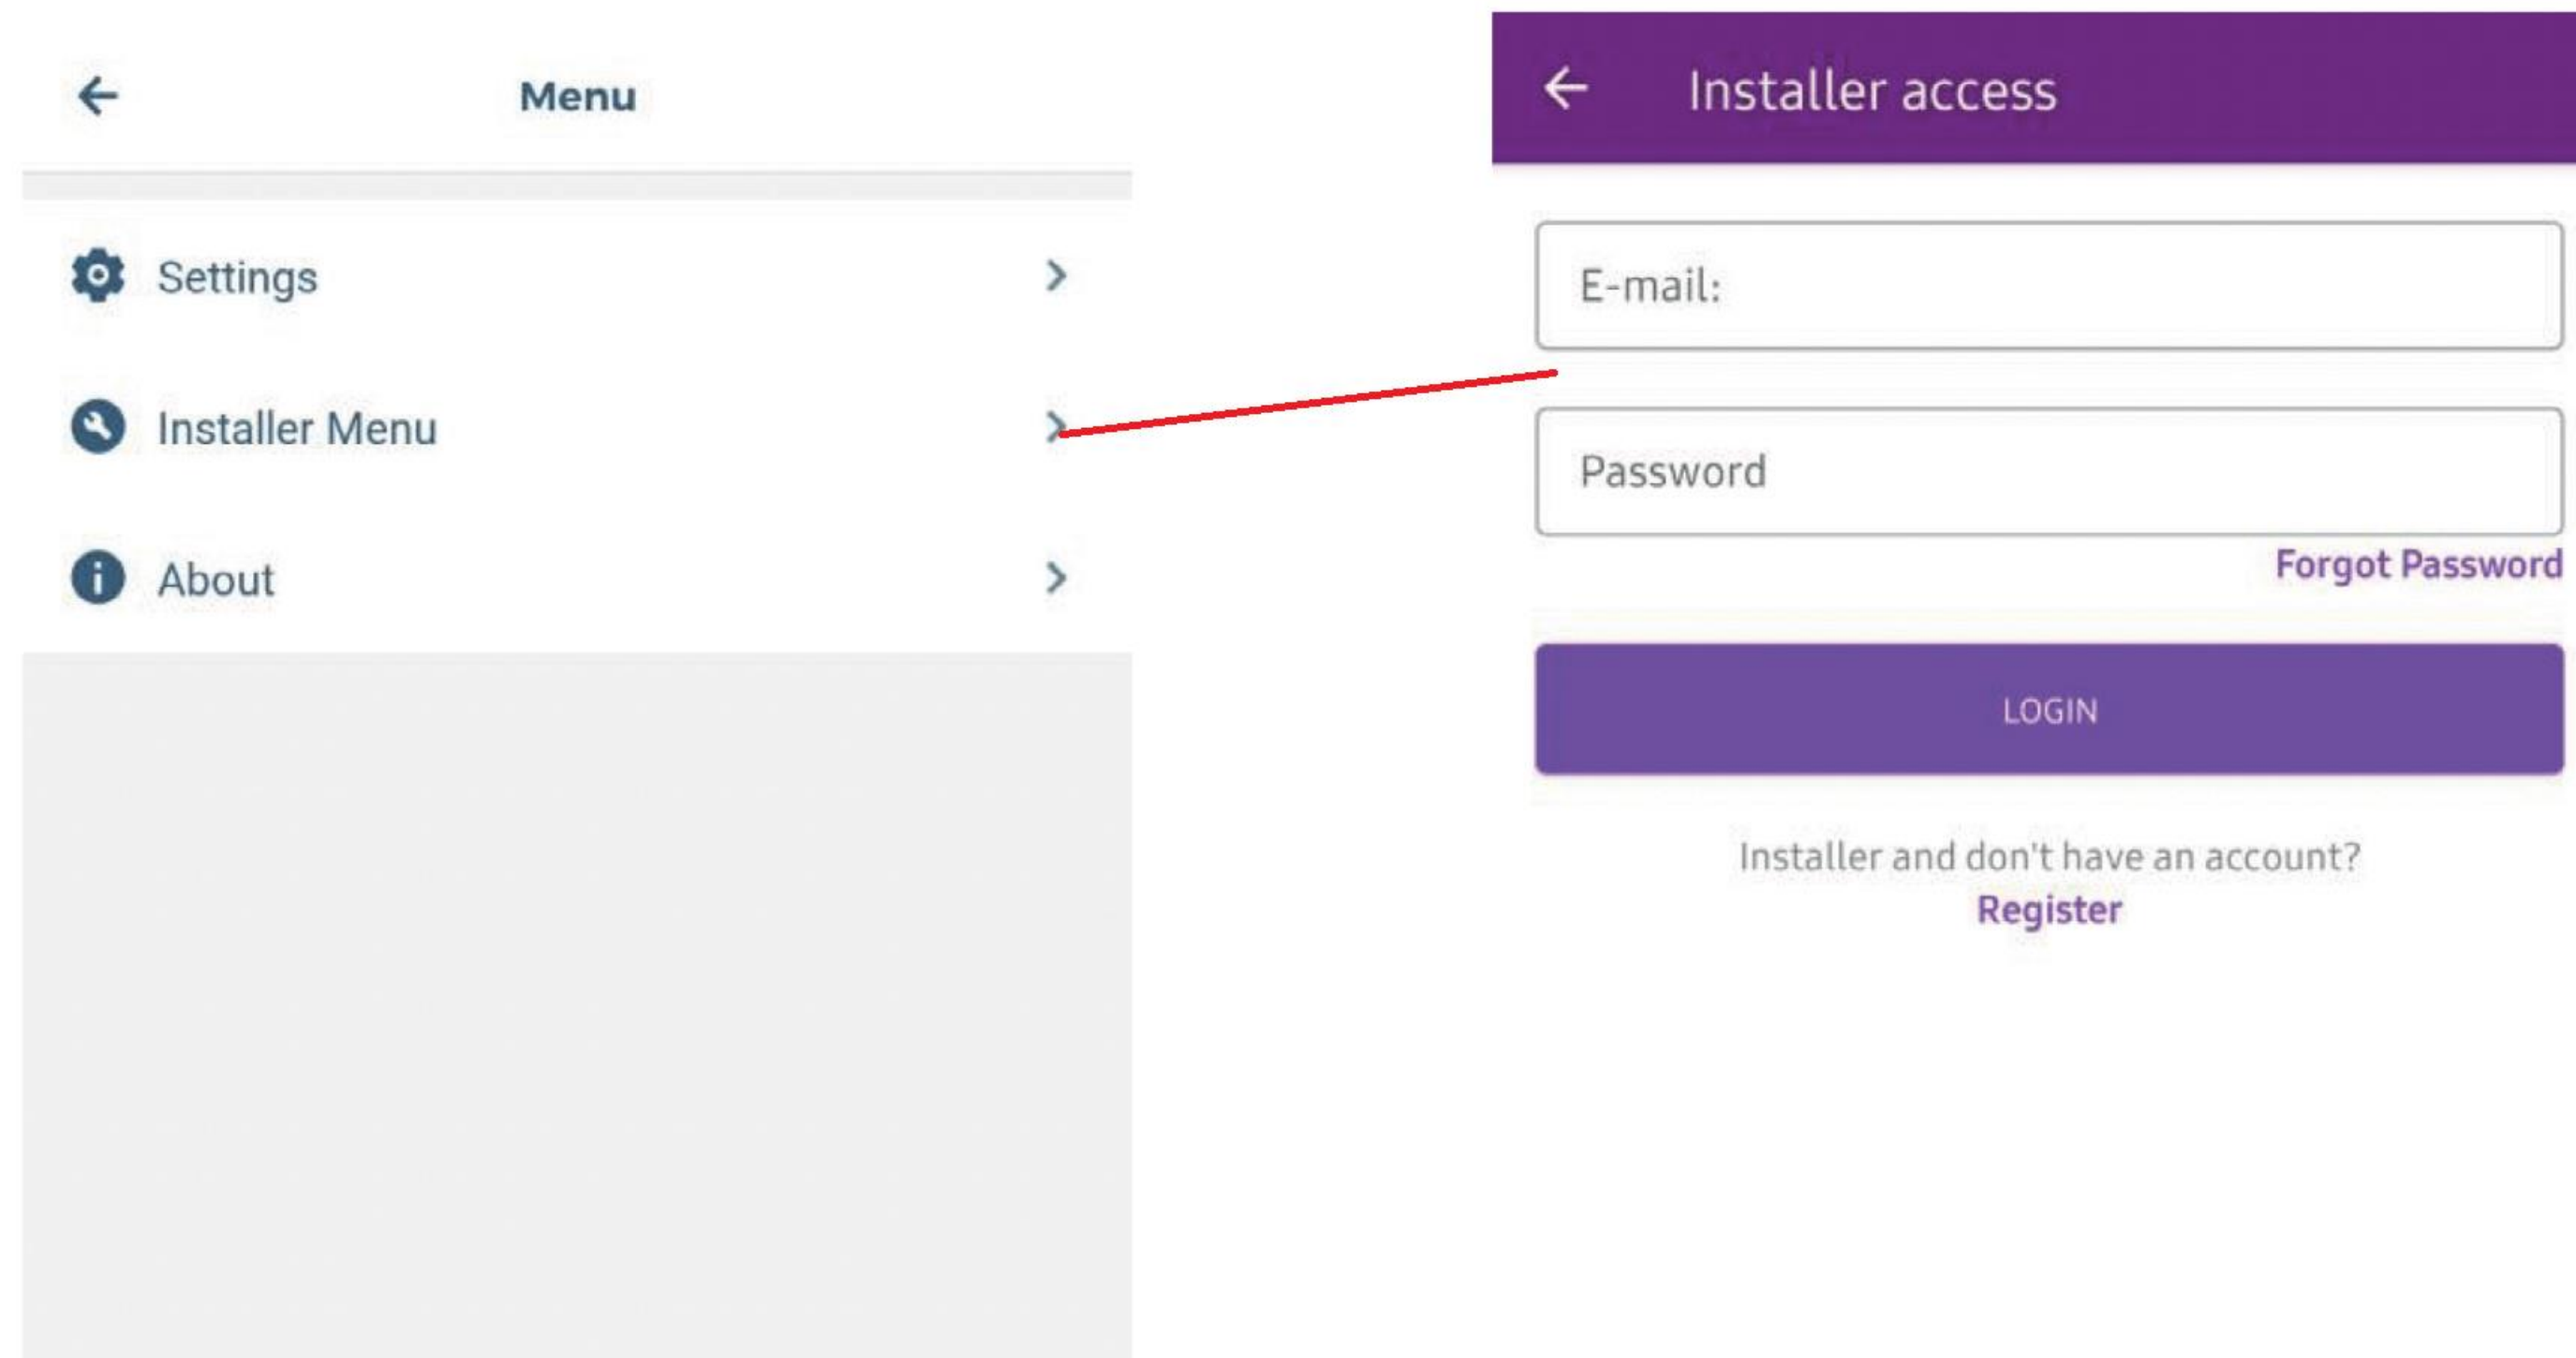 Menu
Settings
Installer Menu
About
Installer access
E-mail:
Password
Forgot Password
LOGIN
Installer and don't have an account?
Register